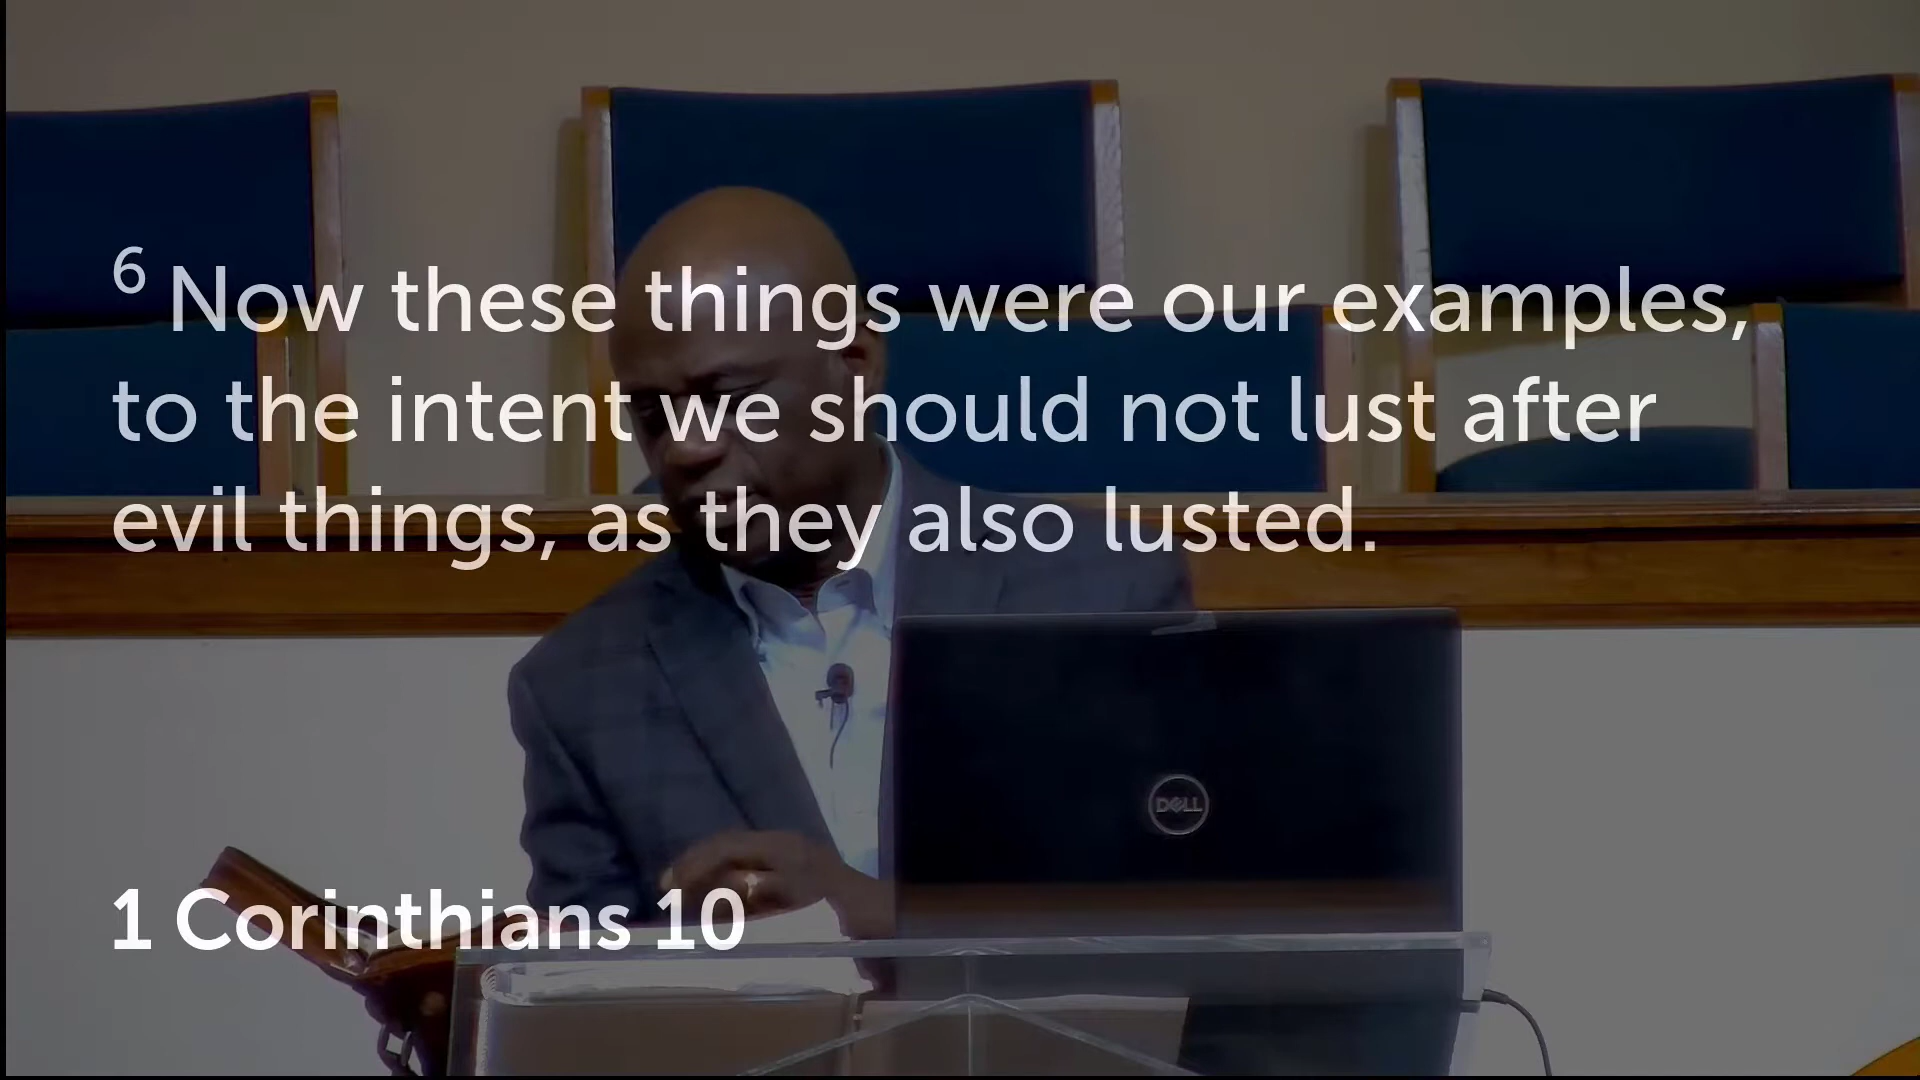 6 Now these things were our examples,
to the intent we should not lust after
evil things, as they also lusted.
DELL
1 Corinthians 10